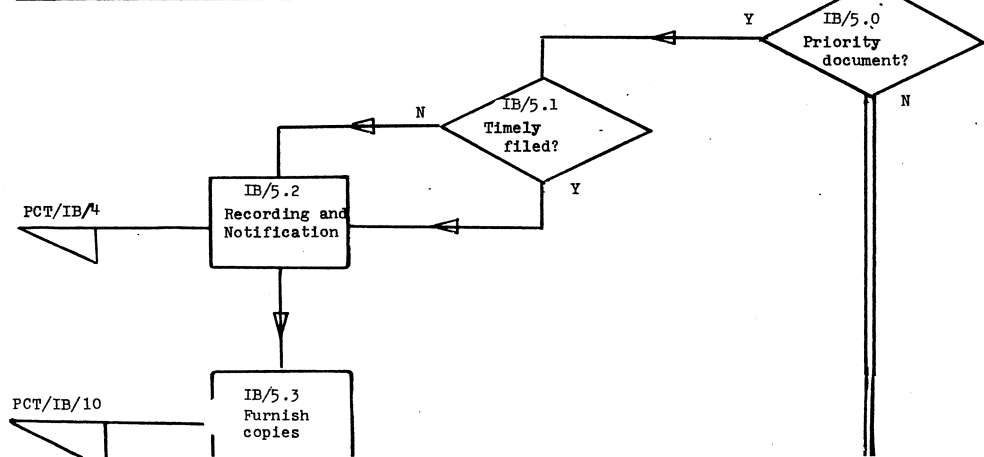 Y
IB/5.0
Priority
document?
N
IB/5.1
Timely
filed?
N
Y
IB/5.2
Recording and
Notification
PCT/IB/4
IB/5.3
Furnish
copies
PCT/IB/10